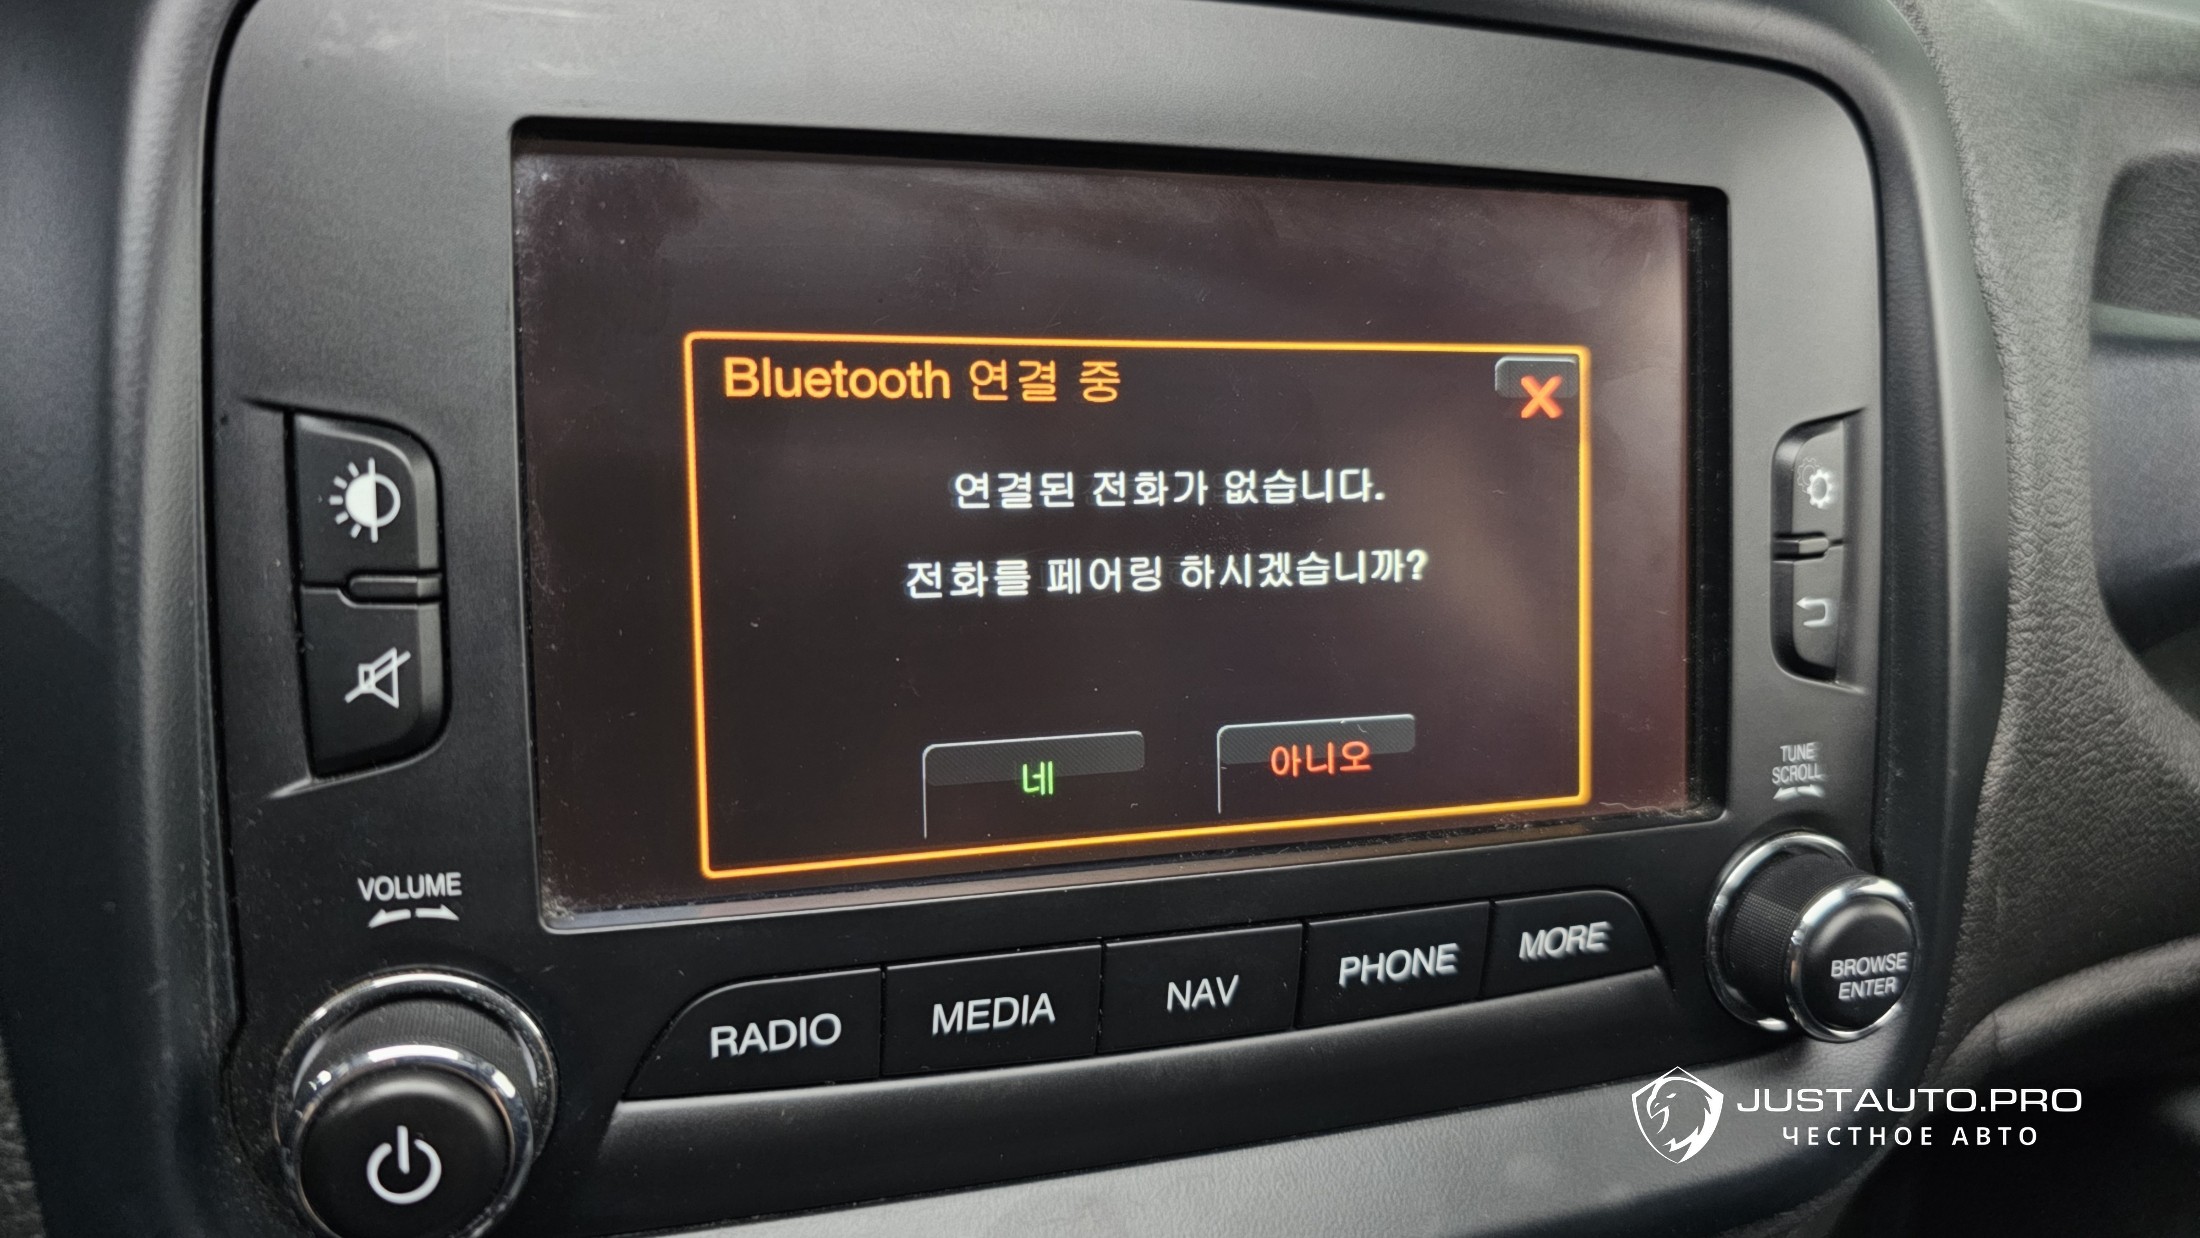 Bluetooth 연결 중
연결된 전화가 없습니다.
전화를 페어링 하시겠습니까?
네
아니오
VOLUME
TUNE
SCROLL
RADIO
MEDIA
NAV
PHONE
MORE
BROWSE
ENTER
JUSTAUTO.PRO
ЧЕСТНОЕ АВТО